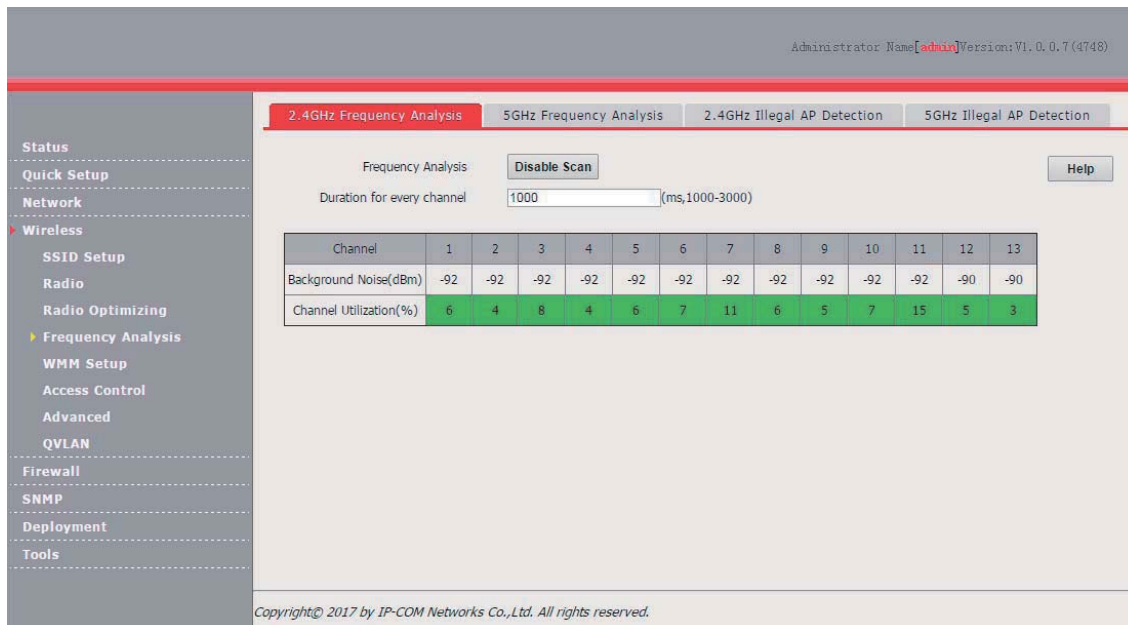 Administrator Name[admin]Version:V1.0.0.7(4748)
2.4GHz Frequency Analysis 5GHz Frequency Analysis 2.4GHz Illegal AP Detection 5GHz Illegal AP Detection
Status
Quick Setup
Network
Wireless
SSID Setup
Radio
Radio Optimizing
Frequency Analysis
WMM Setup
Access Control
Advanced
QVLAN
Firewall
SNMP
Deployment
Tools
Frequency Analysis Disable Scan Help
Duration for every channel 1000 (ms,1000-3000)
Channel 1 2 3 4 5 6 7 8 9 10 11 12 13
Background Noise(dBm) -92 -92 -92 -92 -92 -92 -92 -92 -92 -92 -92 -90 -90
Channel Utilization(%) 6 4 8 4 6 7 11 6 5 7 15 5 3
Copyright© 2017 by IP-COM Networks Co.,Ltd. All rights reserved.